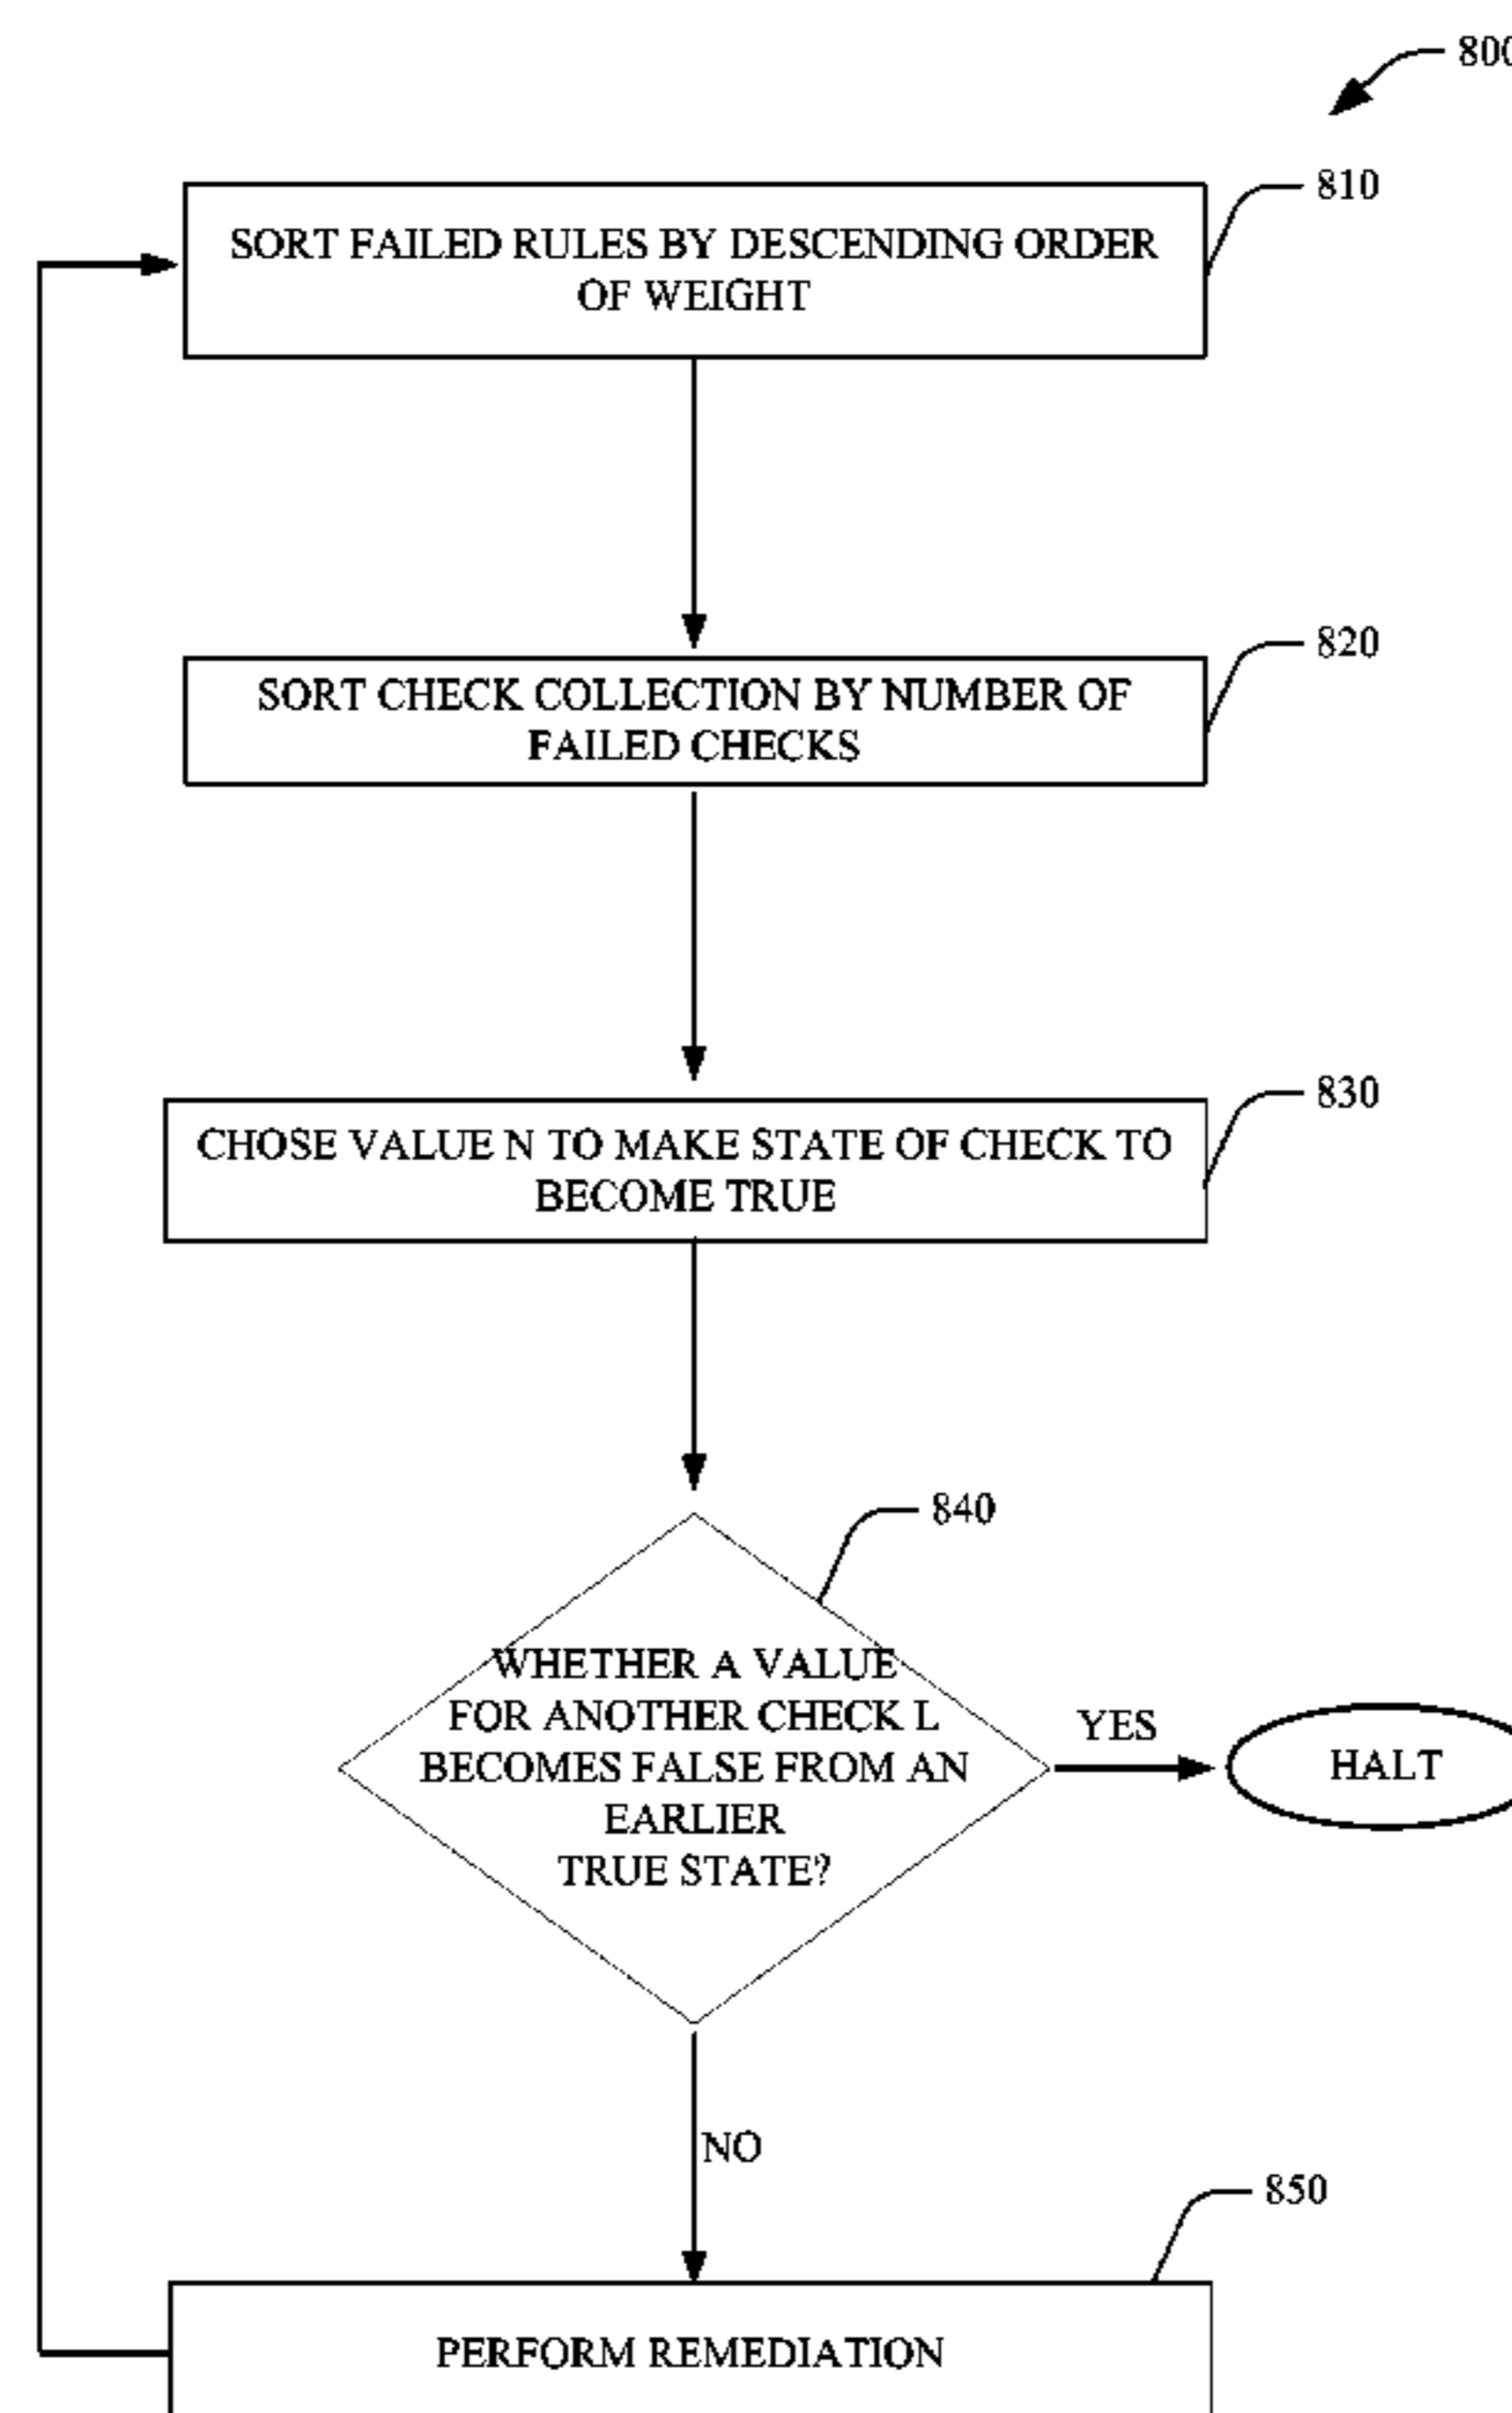 800
810
SORT FAILED RULES BY DESCENDING ORDER
OF WEIGHT
820
SORT CHECK COLLECTION BY NUMBER OF
FAILED CHECKS
830
CHOSE VALUE N TO MAKE STATE OF CHECK TO
BECOME TRUE
840
WHETHER A VALUE
FOR ANOTHER CHECK L
BECOMES FALSE FROM AN
EARLIER
TRUE STATE?
YES
HALT
NO
850
PERFORM REMEDIATION